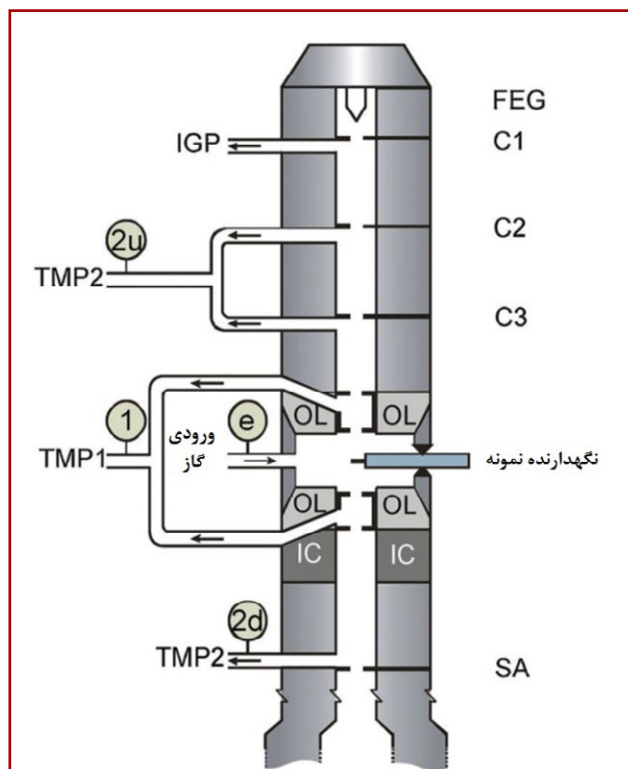 FEG
IGP
C1
C2
2u
TMP2
C3
OL OL
1
ورودی
گاز
e
TMP1
نگهدارنده نمونه
OL OL
IC IC
2d
TMP2
SA